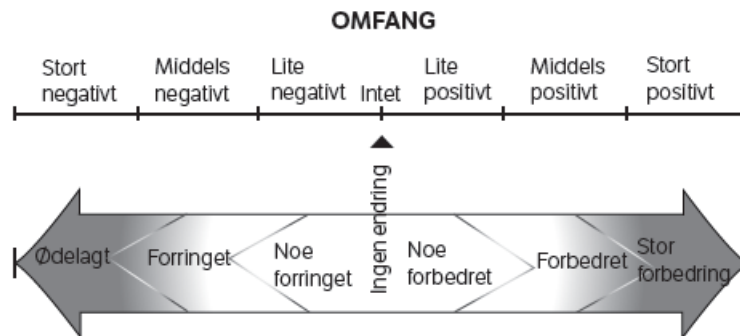 OMFANG
Stort negativt
Middels negativt
Lite negativt
Intet
Lite positivt
Middels positivt
Stort positivt
Ødelagt
Forringet
Noe forringet
Ingen endring
Noe forbedret
Forbedret
Stor forbedring